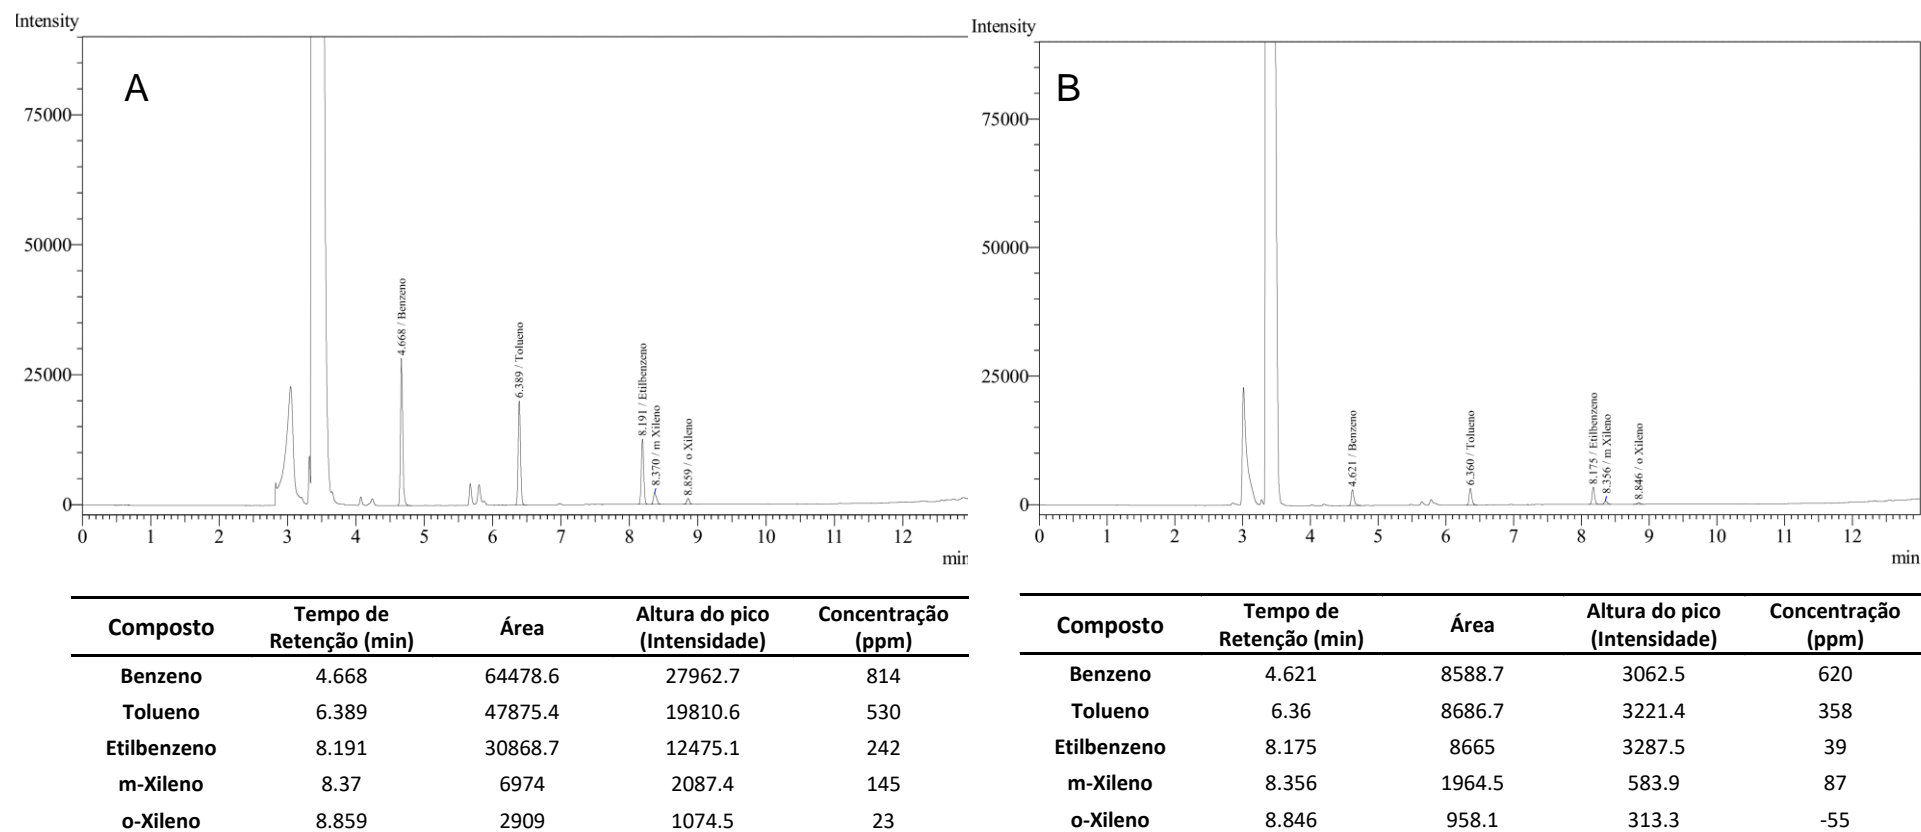 Intensity
A
75000
50000
25000
0
4.668 / Benzeno
6.389 / Tolueno
8.191 / Etilbenzeno
8.370 / m Xileno
8.859 / o Xileno
0 1 2 3 4 5 6 7 8 9 10 11 12
min
Composto Tempo de Retenção (min) Área Altura do pico (Intensidade) Concentração (ppm)
Benzeno 4.668 64478.6 27962.7 814
Tolueno 6.389 47875.4 19810.6 530
Etilbenzeno 8.191 30868.7 12475.1 242
m-Xileno 8.37 6974 2087.4 145
o-Xileno 8.859 2909 1074.5 23
Intensity
B
75000
50000
25000
0
4.621 / Benzeno
6.360 / Tolueno
8.175 / Etilbenzeno
8.356 / m Xileno
8.846 / o Xileno
0 1 2 3 4 5 6 7 8 9 10 11 12
min
Composto Tempo de Retenção (min) Área Altura do pico (Intensidade) Concentração (ppm)
Benzeno 4.621 8588.7 3062.5 620
Tolueno 6.36 8686.7 3221.4 358
Etilbenzeno 8.175 8665 3287.5 39
m-Xileno 8.356 1964.5 583.9 87
o-Xileno 8.846 958.1 313.3 -55